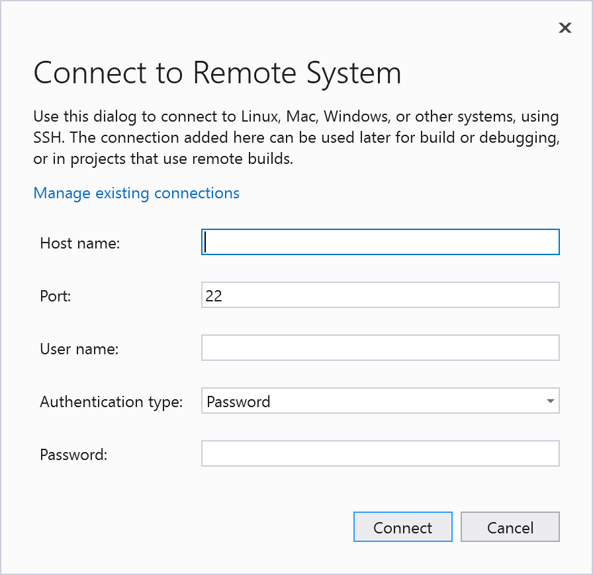 Connect to Remote System
Use this dialog to connect to Linux, Mac, Windows, or other systems, using
SSH. The connection added here can be used later for build or debugging,
or in projects that use remote builds.
Manage existing connections
Host name:
Port: 22
User name:
Authentication type: Password
Password:
Connect Cancel